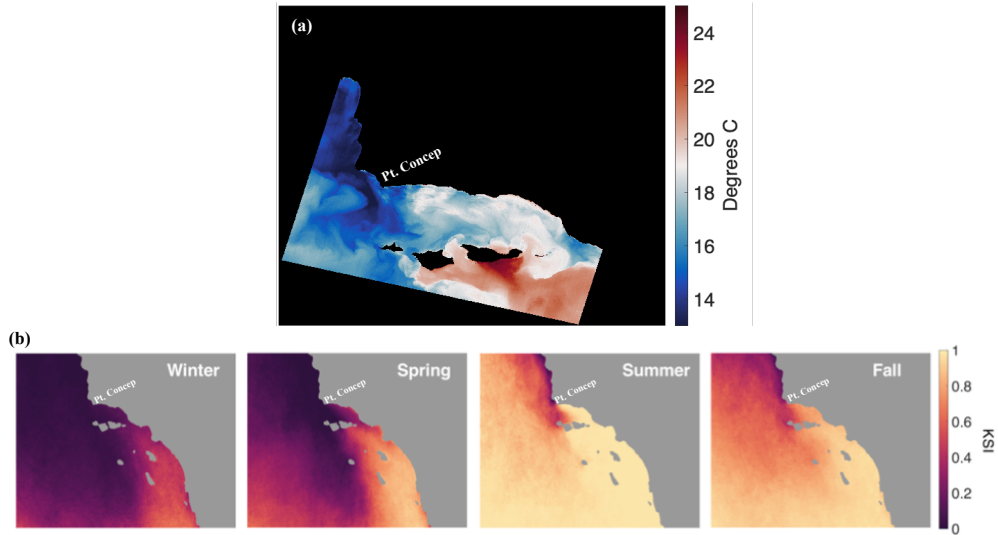 (a)
Pt. Concep
24
22
20
18
16
14
Degrees C
(b)
Winter
Pt. Concep
Spring
Pt. Concep
Summer
Pt. Concep
Fall
Pt. Concep
1
0.8
0.6
0.4
0.2
0
KSI